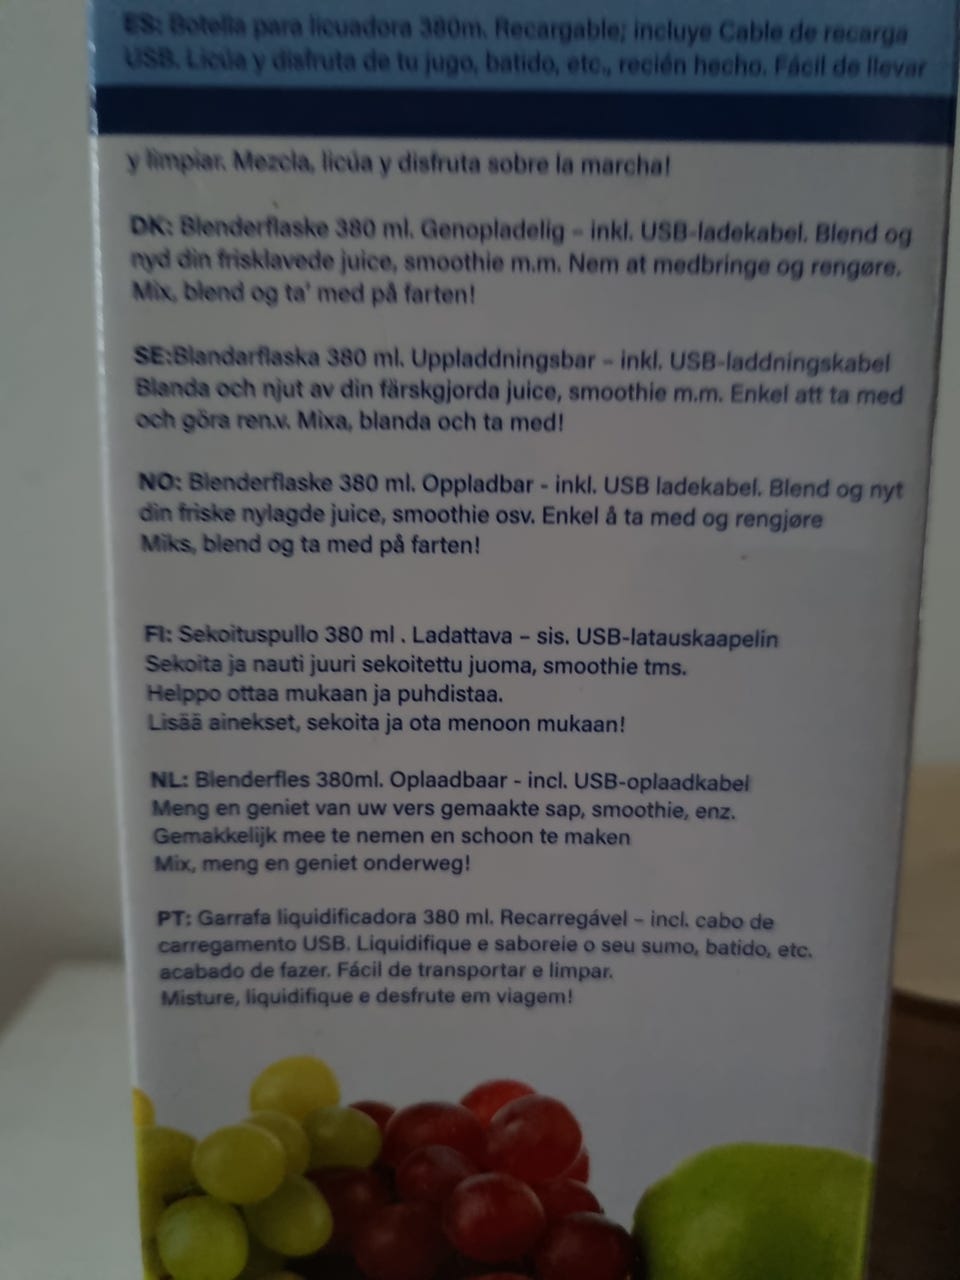 ES: Botella para licuadora 380m. Recargable; incluye Cable de recarga
USB. Licúa y disfruta de tu jugo, batido, etc., recién hecho. Fácil de llevar
y limpiar. Mezcla, licúa y disfruta sobre la marcha!
DK: Blenderflaske 380 ml. Genopladelig – inkl. USB-ladekabel. Blend og
nyd din frisklavede juice, smoothie m.m. Nem at medbringe og rengøre.
Mix, blend og ta' med på farten!
SE:Blandarflaska 380 ml. Uppladdningsbar – inkl. USB-laddningskabel
Blanda och njut av din färskgjorda juice, smoothie m.m. Enkel att ta med
och göra ren.v. Mixa, blanda och ta med!
NO: Blenderflaske 380 ml. Oppladbar - inkl. USB ladekabel. Blend og nyt
din friske nylagde juice, smoothie osv. Enkel å ta med og rengjøre
Miks, blend og ta med på farten!
FI: Sekoituspullo 380 ml . Ladattava – sis. USB-latauskaapelin
Sekoita ja nauti juuri sekoitettu juoma, smoothie tms.
Helppo ottaa mukaan ja puhdistaa.
Lisää ainekset, sekoita ja ota menoon mukaan!
NL: Blenderfles 380ml. Oplaadbaar - incl. USB-oplaadkabel
Meng en geniet van uw vers gemaakte sap, smoothie, enz.
Gemakkelijk mee te nemen en schoon te maken
Mix, meng en geniet onderweg!
PT: Garrafa liquidificadora 380 ml. Recarregável – incl. cabo de
carregamento USB. Liquidifique e saboreie o seu sumo, batido, etc.
acabado de fazer. Fácil de transportar e limpar.
Misture, liquidifique e desfrute em viagem!